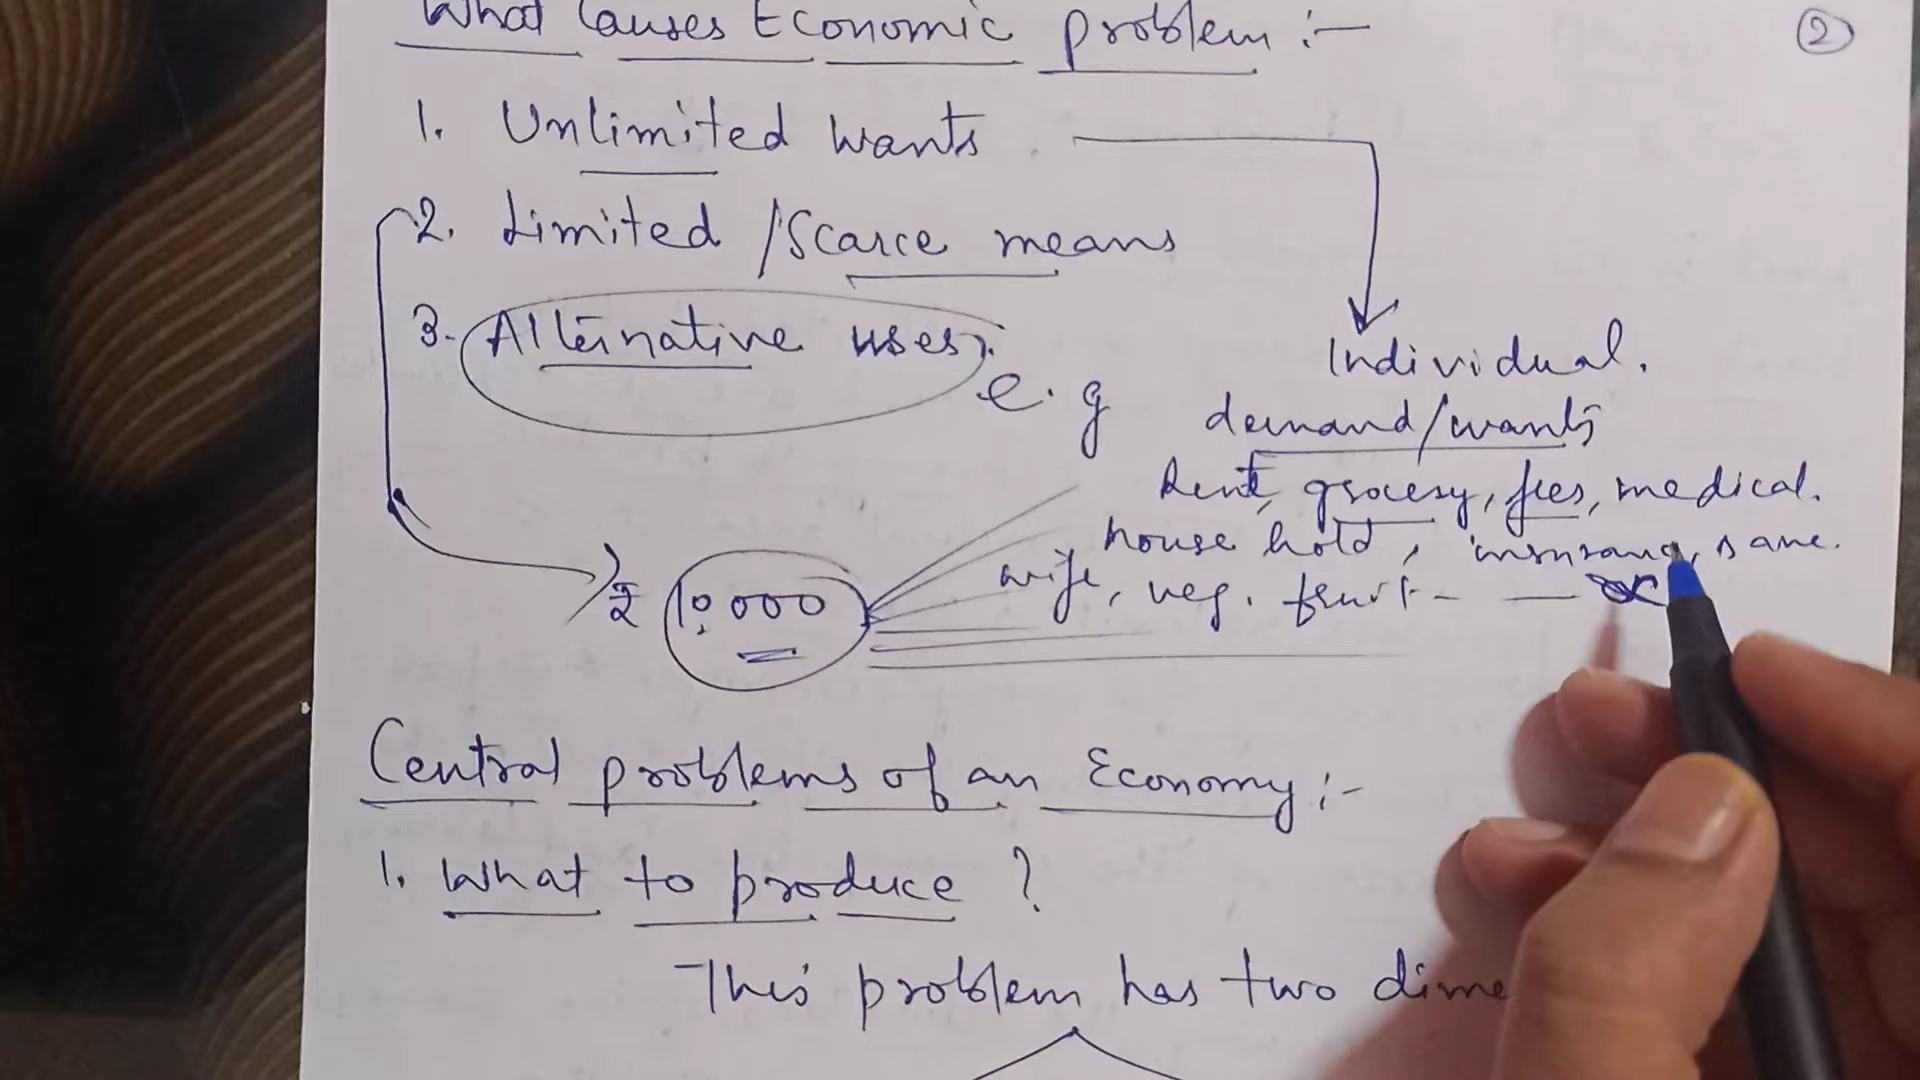 What Causes Economic problem :-
2
1. Unlimited wants
2. Limited / Scarce means
3. Alternative uses.
e.g
Individual.
demand/wants
Rent, grocery, fees, medical.
house hold,
wife, veg. fruit - —
₹ 10,000
Central problems of an Economy :-
1. What to produce ?
This problem has two dime